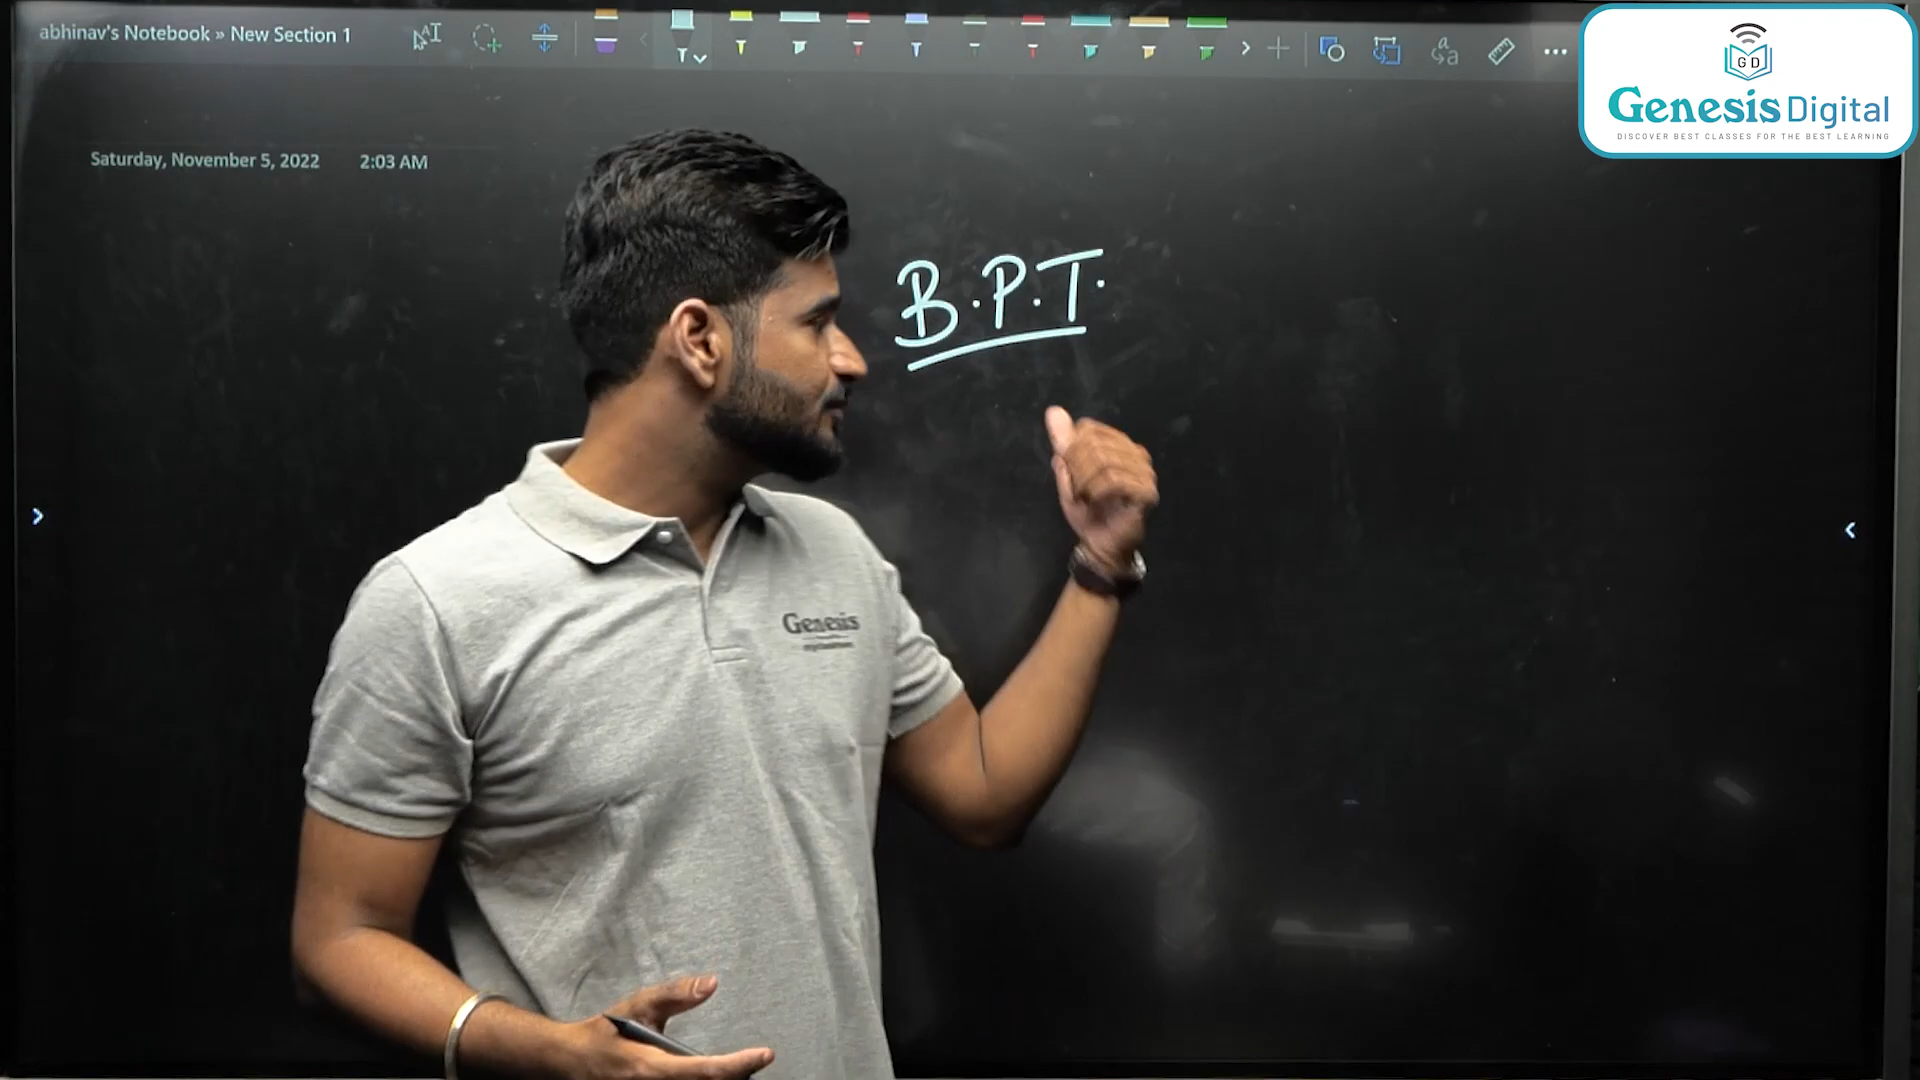 abhinav's Notebook » New Section 1
GD
Genesis Digital
DISCOVER BEST CLASSES FOR THE BEST LEARNING
Saturday, November 5, 2022 2:03 AM
B.P.T.
Genesis